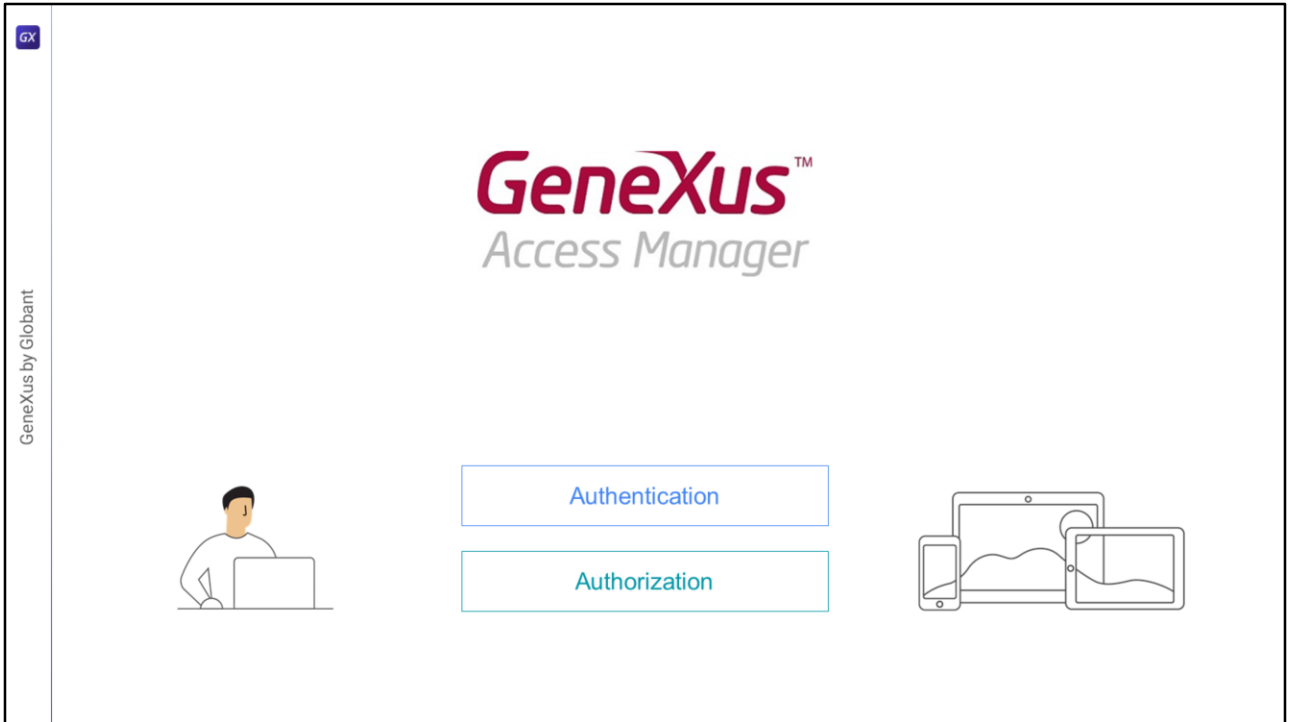 GX
GeneXus by Globant
GeneXus™
Access Manager
Authentication
Authorization